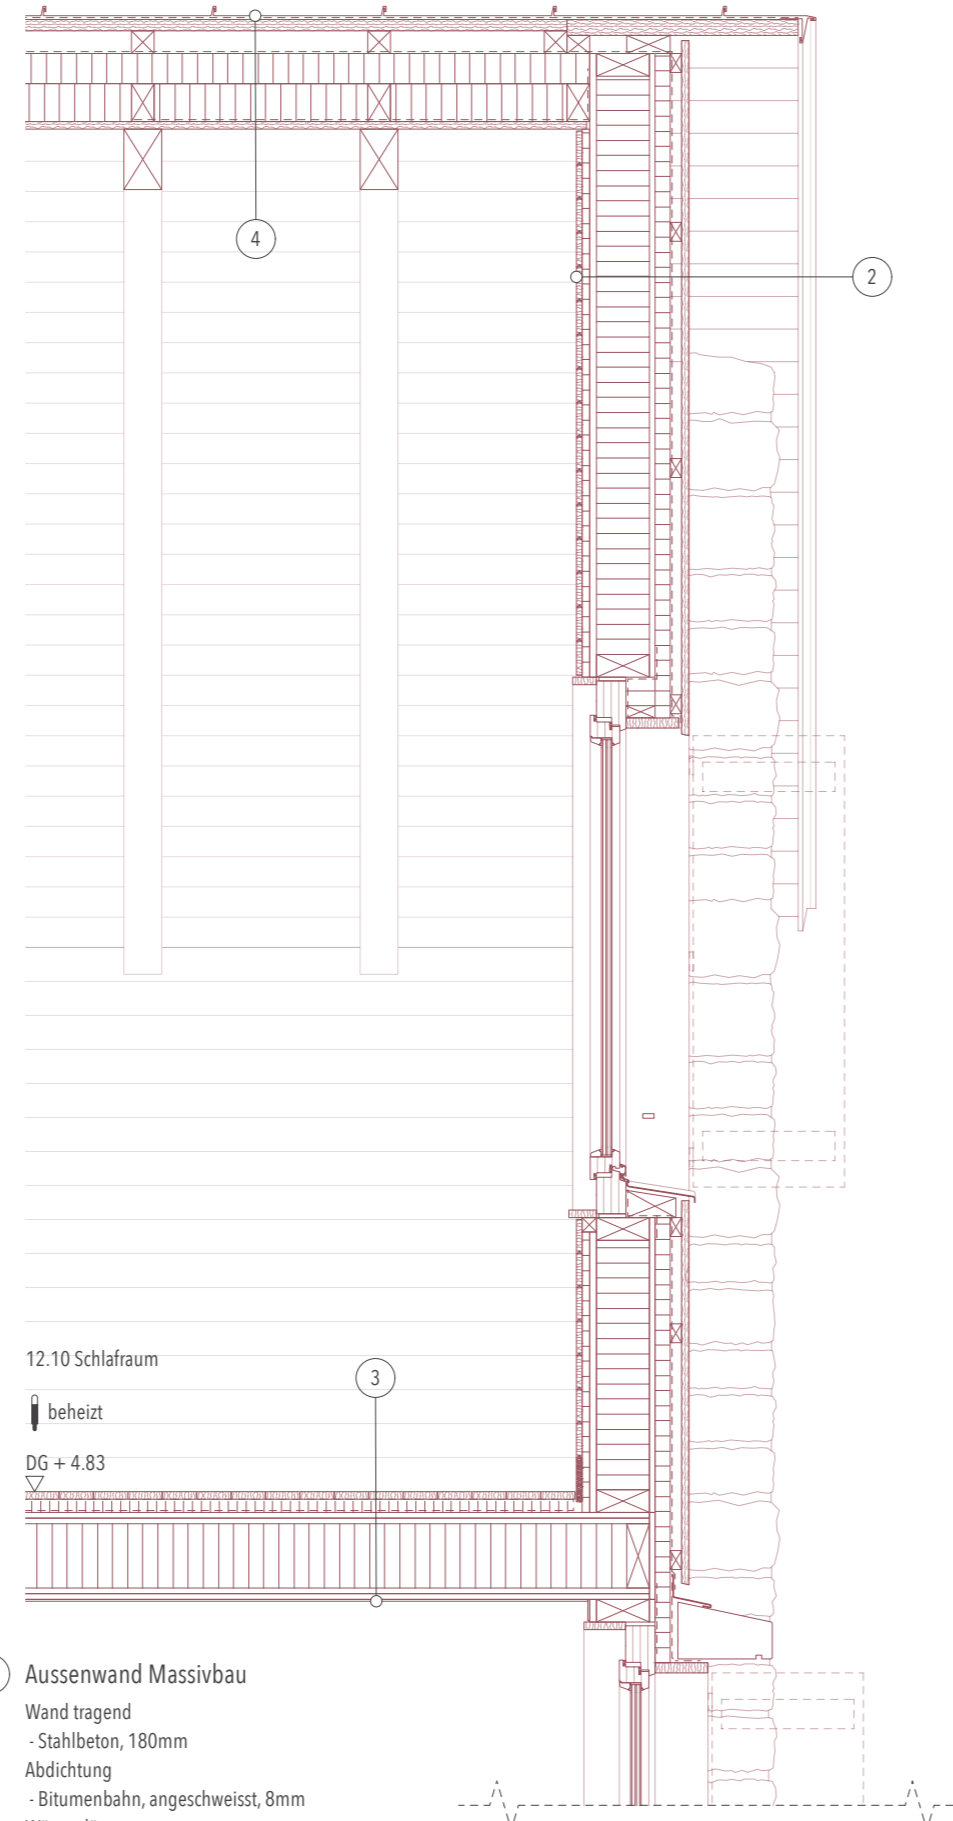 4
2
12.10 Schlafraum
3
beheizt
DG + 4.83
Aussenwand Massivbau
Wand tragend
- Stahlbeton, 180mm
Abdichtung
- Bitumenbahn, angeschweisst, 8mm